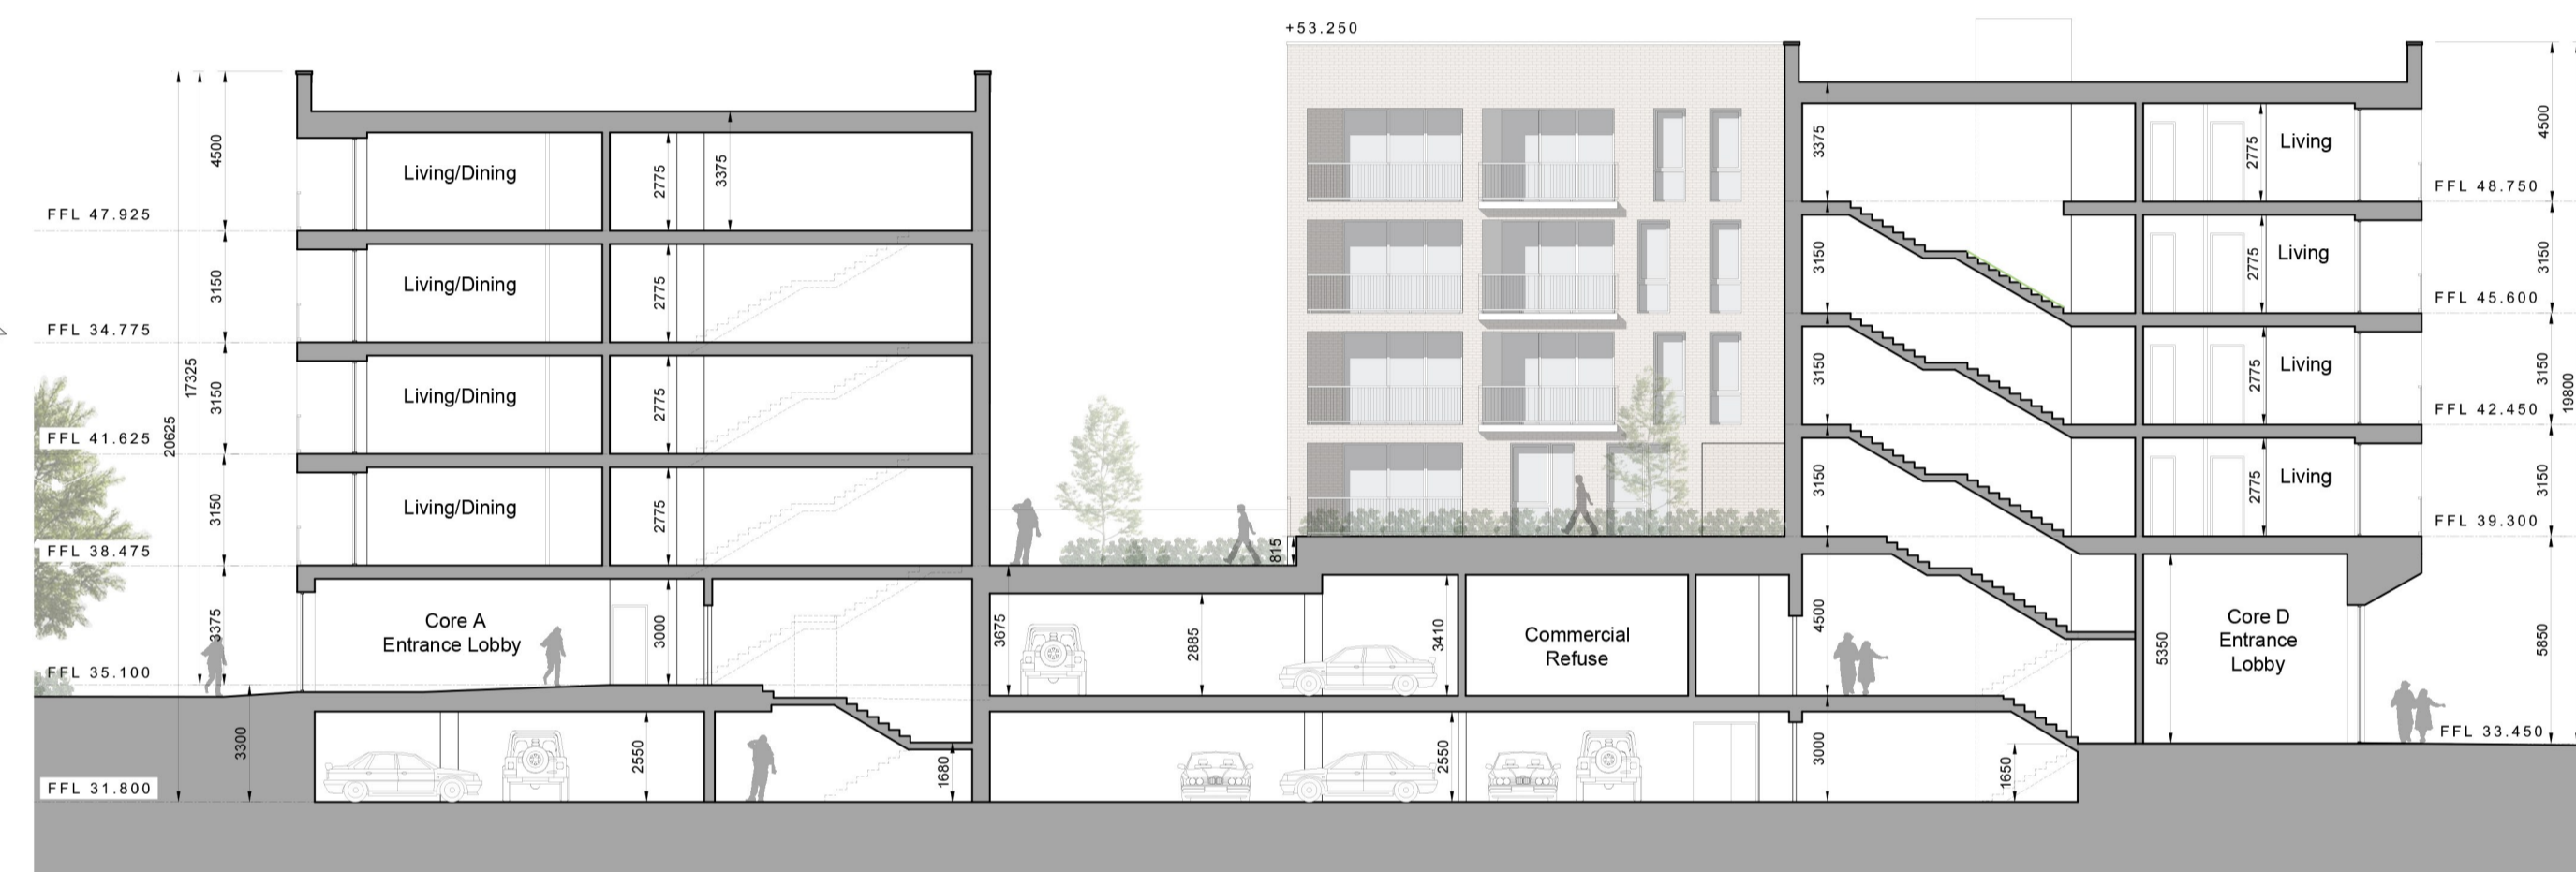 +53.250
4500
3375
2775
Living/Dining
FFL 47.925
3150
2775
Living/Dining
FFL 34.775
17325
20625
3150
2775
Living/Dining
FFL 41.625
3150
2775
Living/Dining
FFL 38.475
3375
Core A
Entrance Lobby
3000
FFL 35.100
3300
2550
1680
FFL 31.800
815
3675
2885
3410
Commercial
Refuse
2550
3375
3150
3150
3150
4500
3000
1650
2775
Living
4500
FFL 48.750
2775
Living
3150
FFL 45.600
2775
Living
3150
19800
FFL 42.450
2775
Living
3150
FFL 39.300
5350
Core D
Entrance
Lobby
5850
FFL 33.450